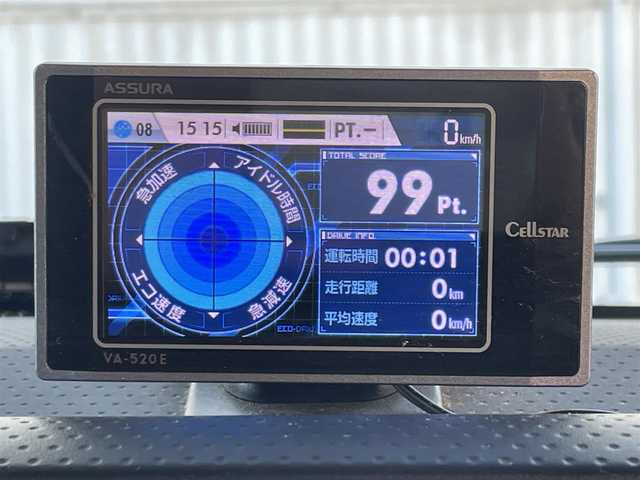 ASSURA
08 15 15 PT.– 0km/h
急加速
アイドル時間
エコ速度
急減速
TOTAL SCORE
99 Pt.
DRIVE INFO.
運転時間 00:01
走行距離 0km
平均速度 0km/h
CELLSTAR
VA-520E